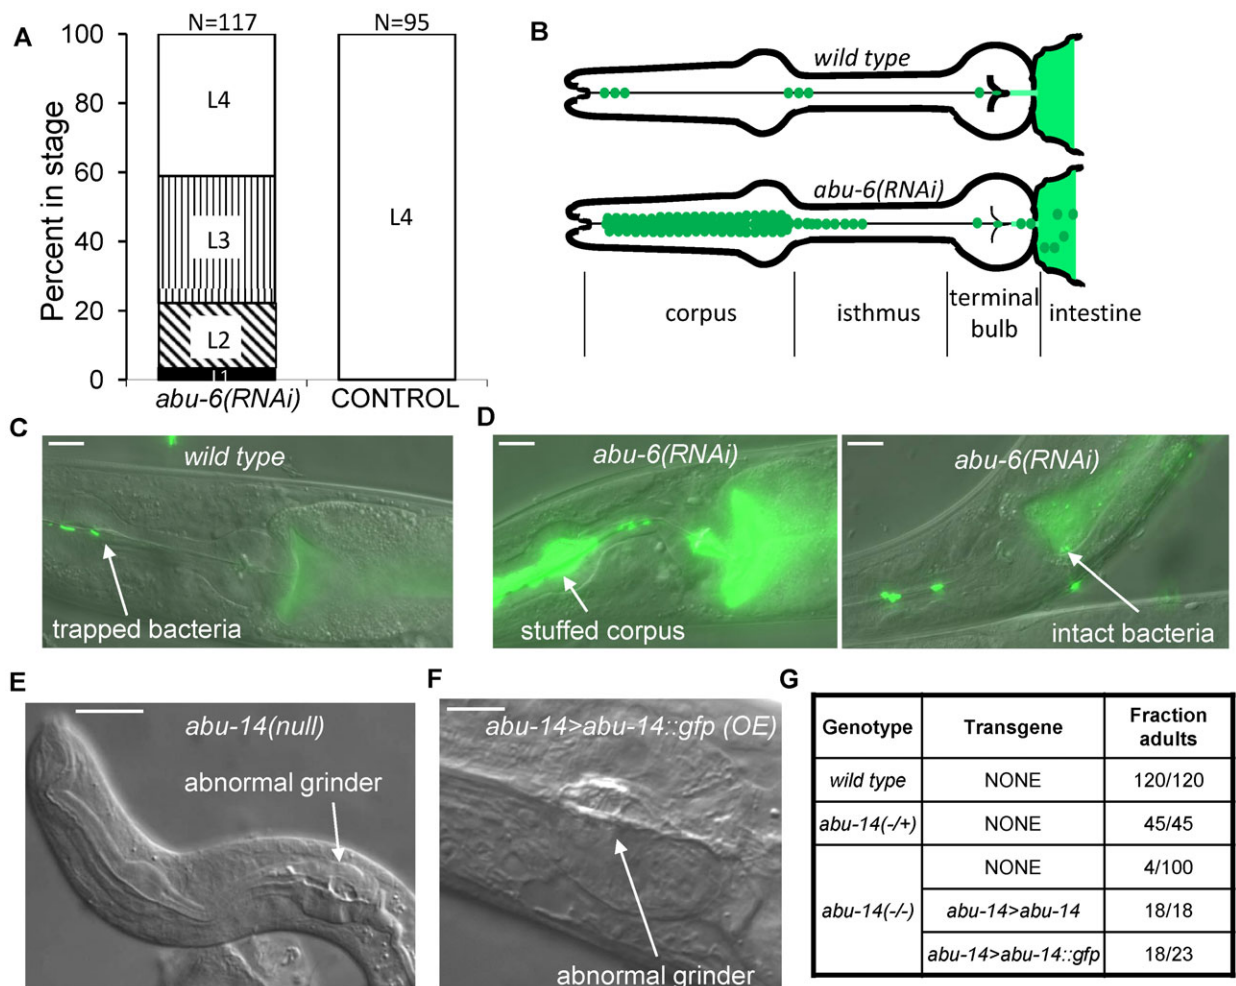 A
N=117
N=95
Percent in stage
100
80
60
40
20
0
L4
L3
L2
L1
L4
abu-6(RNAi)
CONTROL
B
wild type
abu-6(RNAi)
corpus
isthmus
terminal
bulb
intestine
C
wild type
trapped bacteria
D
abu-6(RNAi)
stuffed corpus
abu-6(RNAi)
intact bacteria
E
abu-14(null)
abnormal grinder
F
abu-14>abu-14::gfp (OE)
abnormal grinder
G
Genotype Transgene Fraction
adults
wild type NONE 120/120
abu-14(-/+) NONE 45/45
abu-14(-/-) NONE 4/100
abu-14>abu-14 18/18
abu-14>abu-14::gfp 18/23